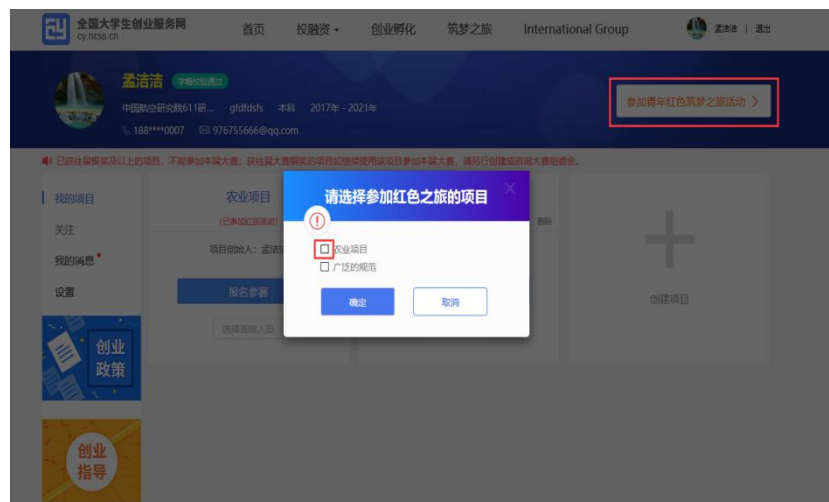 全国大学生创业服务网
cy.ncss.cn
首页 投融资 创业孵化 筑梦之旅 International Group 孟洁洁 | 退出
孟洁洁 学籍校验通过
中国航空研究院611研... gfdfdsfs 本科 2017年-2021年
188****0007 976755666@qq.com
参加青年红色筑梦之旅活动 >
已获往届银奖及以上的项目，不能参加本届大赛；获往届大赛铜奖的项目如继续使用该项目参加本届大赛，请另行创建或咨询大赛组委会。
我的项目
关注
我的消息
设置
农业项目
(已参加红旅活动)
项目创始人：孟洁洁
报名参赛
选择答辩人员
删除
请选择参加红色之旅的项目
农业项目
广泛的规范
确定 取消
创建项目
创业
政策
创业
指导